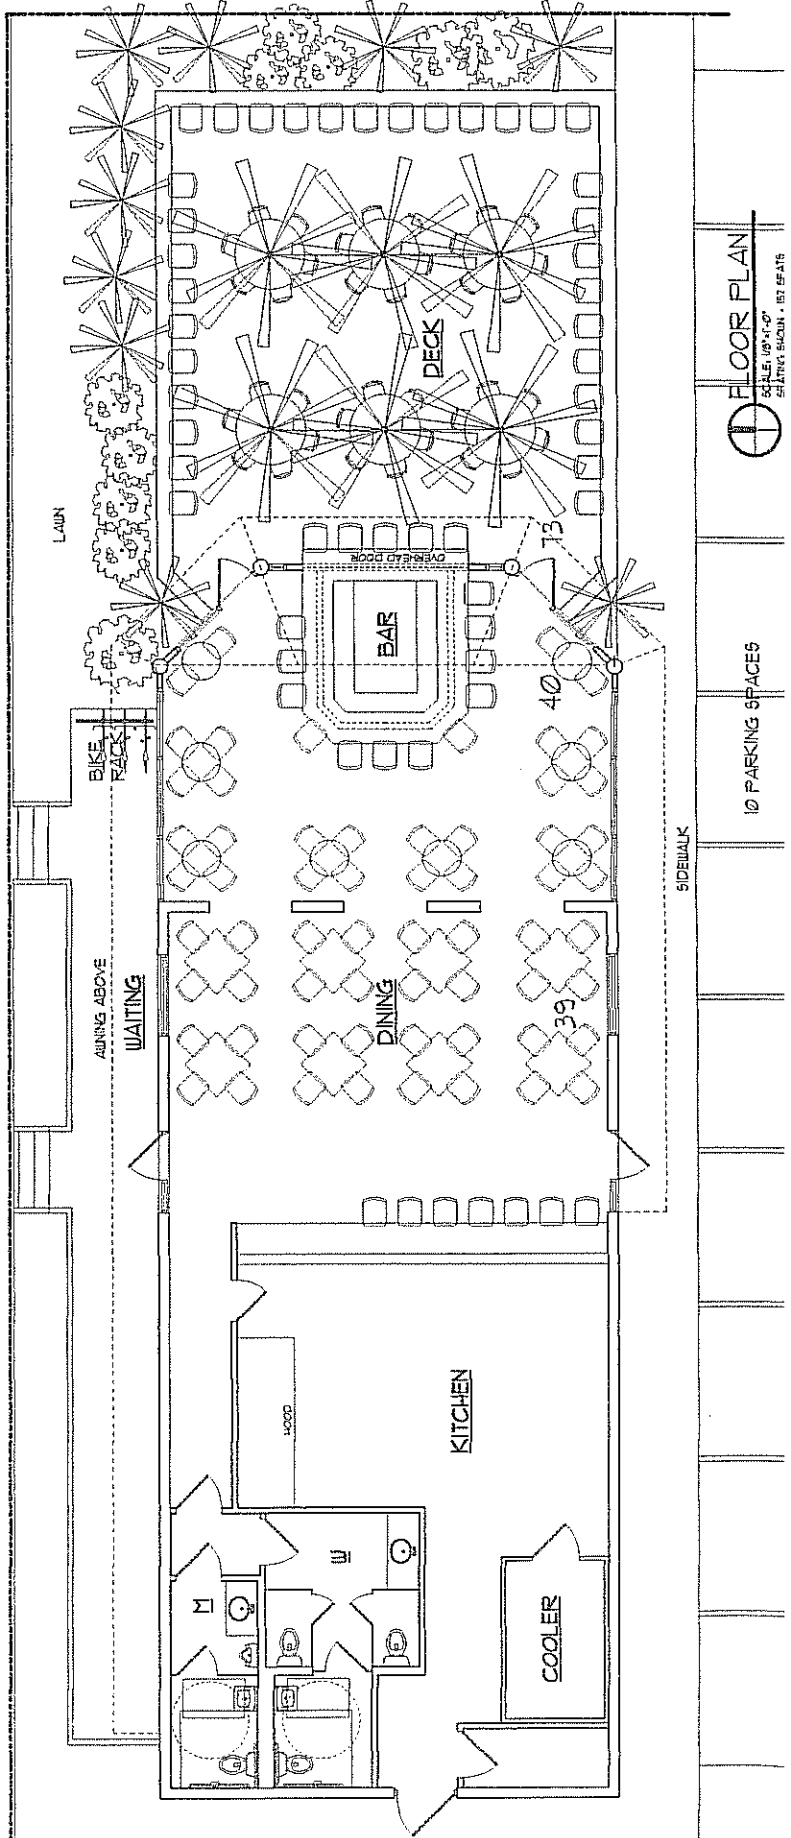 LAWN
DECK
OVERHEAD DOOR
BAR
73
40
BIKE
RACK
AWNING ABOVE
WAITING
DINING
39
SIDEWALK
10 PARKING SPACES
HOOD
KITCHEN
M
W
COOLER
FLOOR PLAN
SCALE: 1/8"=1'-0"
SEATING SHOWN = 152 SEATS